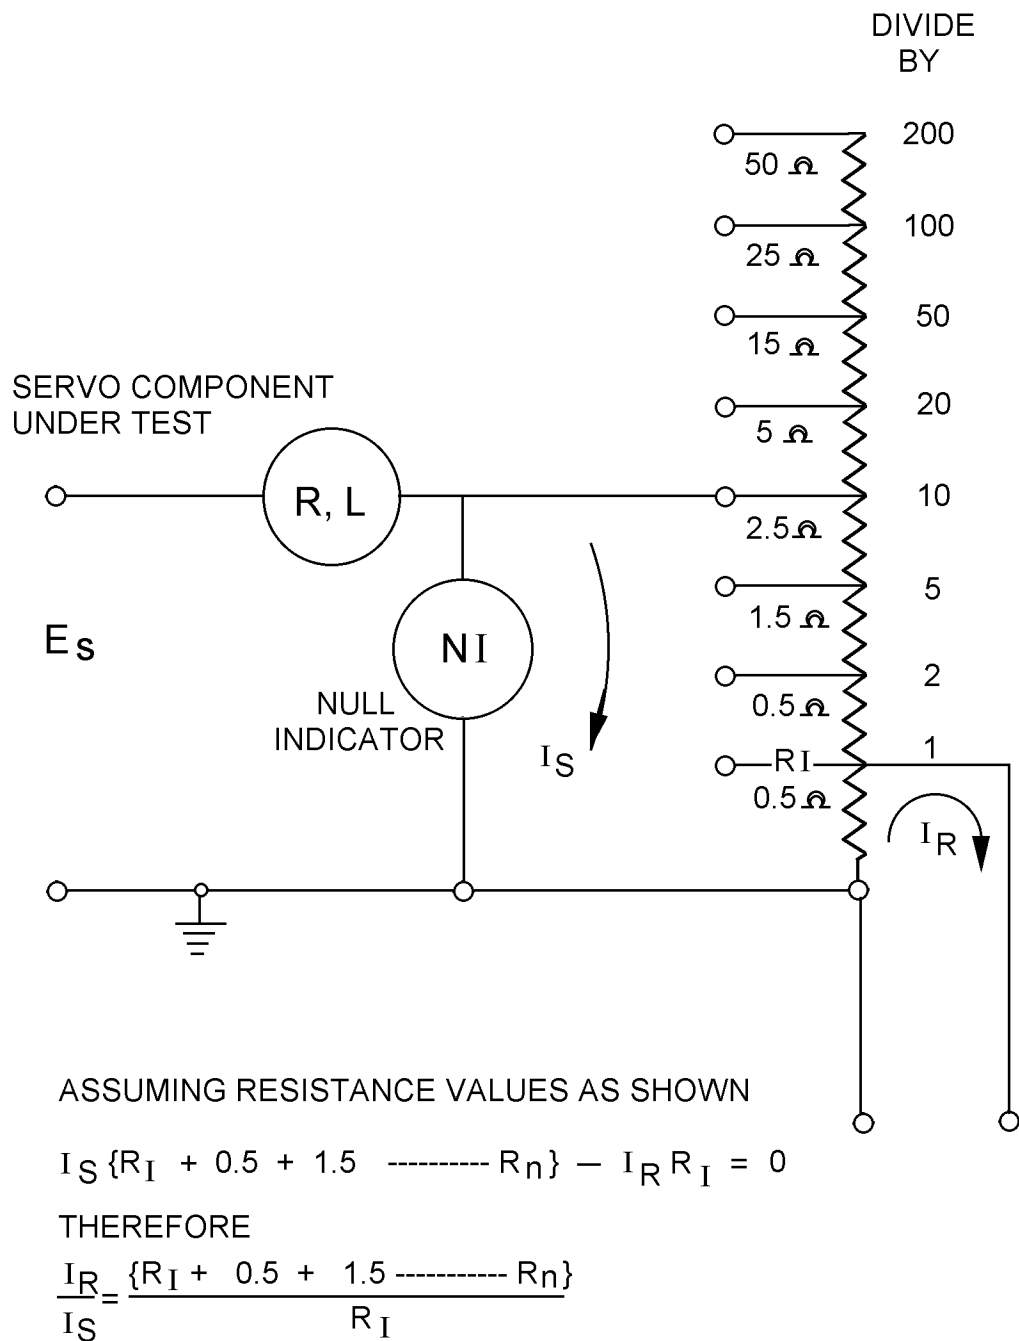 DIVIDE
BY
200
50 Ω
100
25 Ω
50
15 Ω
20
5 Ω
SERVO COMPONENT
UNDER TEST
R, L
10
2.5 Ω
5
1.5 Ω
Es
NI
NULL
INDICATOR
IS
2
0.5 Ω
1
RI
0.5 Ω
IR
ASSUMING RESISTANCE VALUES AS SHOWN
IS {RI + 0.5 + 1.5 ---------- Rn} — IR RI = 0
THEREFORE
IR/IS = {RI + 0.5 + 1.5 ----------- Rn}/RI